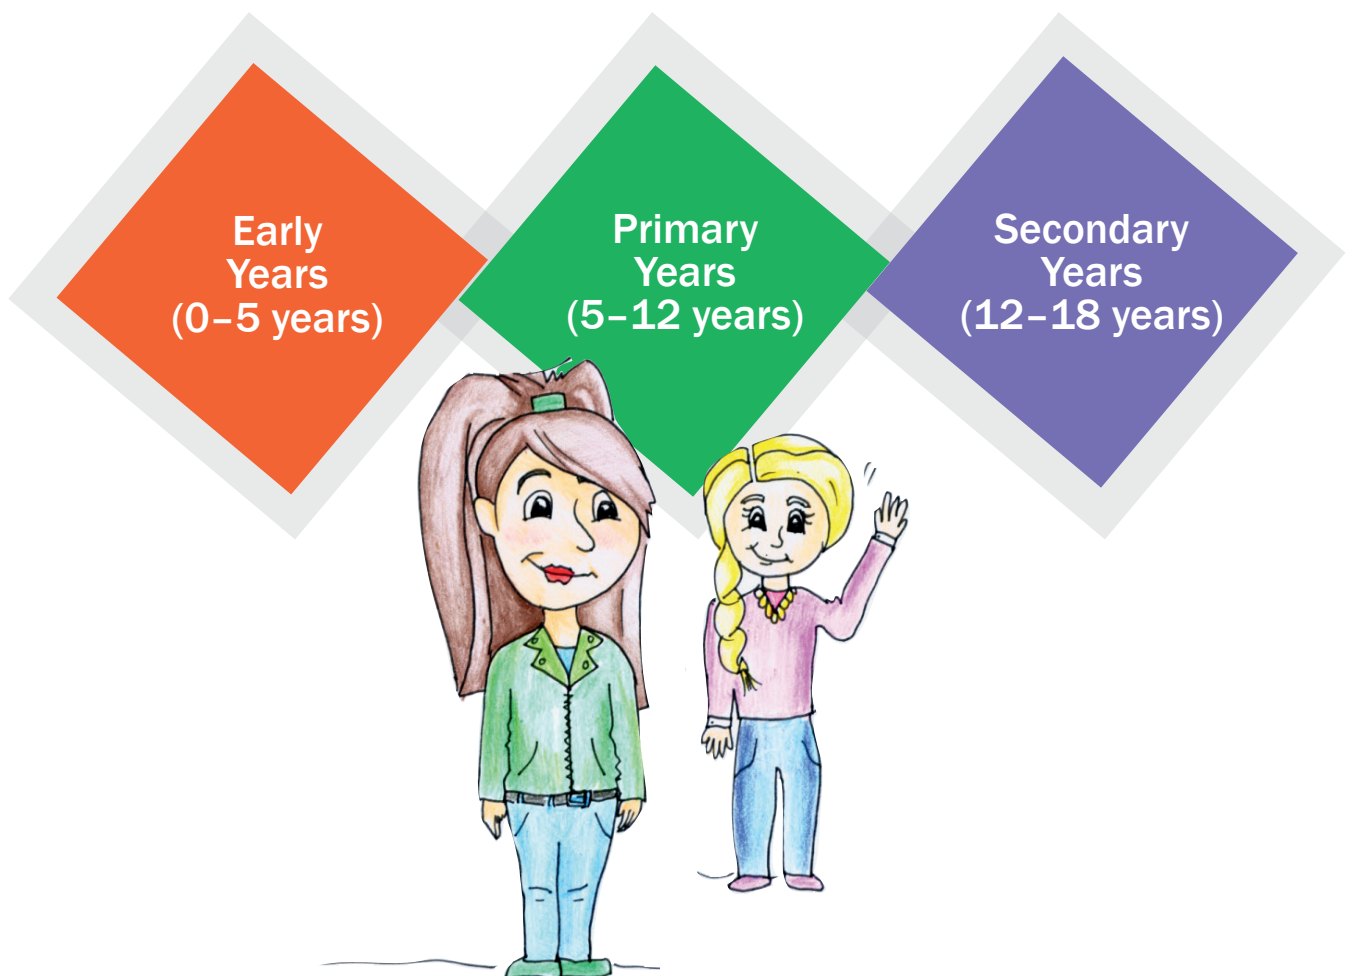 Early
Years
(0–5 years)
Primary
Years
(5–12 years)
Secondary
Years
(12–18 years)